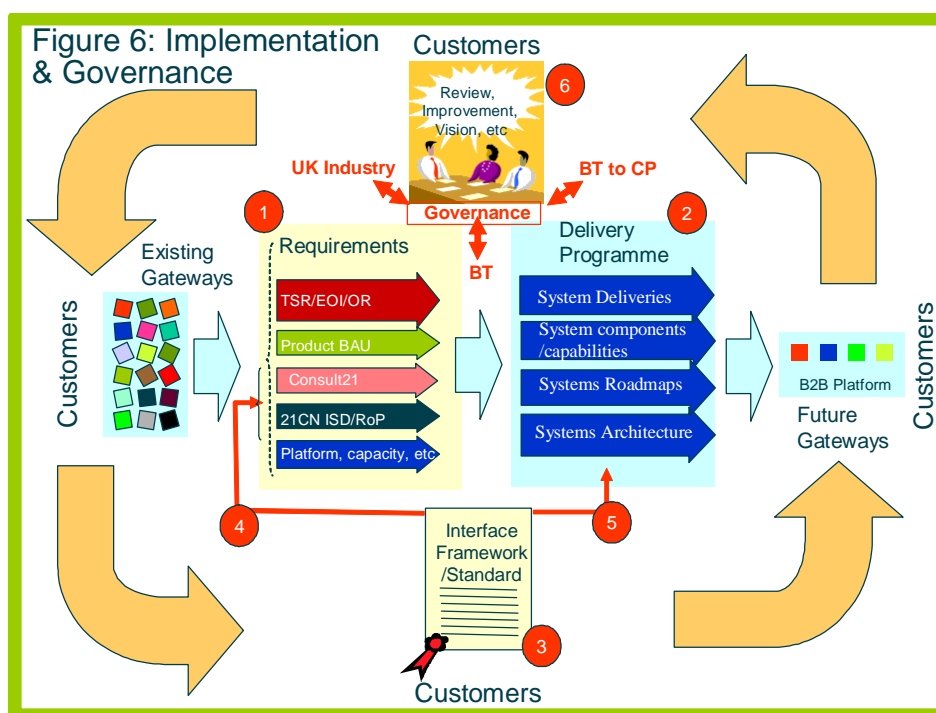 Figure 6: Implementation
& Governance
Customers
Review,
Improvement,
Vision, etc
6
UK Industry
BT to CP
Governance
BT
1
Requirements
TSR/EOI/OR
Product BAU
Consult21
21CN ISD/RoP
Platform, capacity, etc
2
Delivery
Programme
System Deliveries
System components
/capabilities
Systems Roadmaps
Systems Architecture
Existing
Gateways
Customers
B2B Platform
Future
Gateways
Customers
4
5
Interface
Framework
/Standard
3
Customers